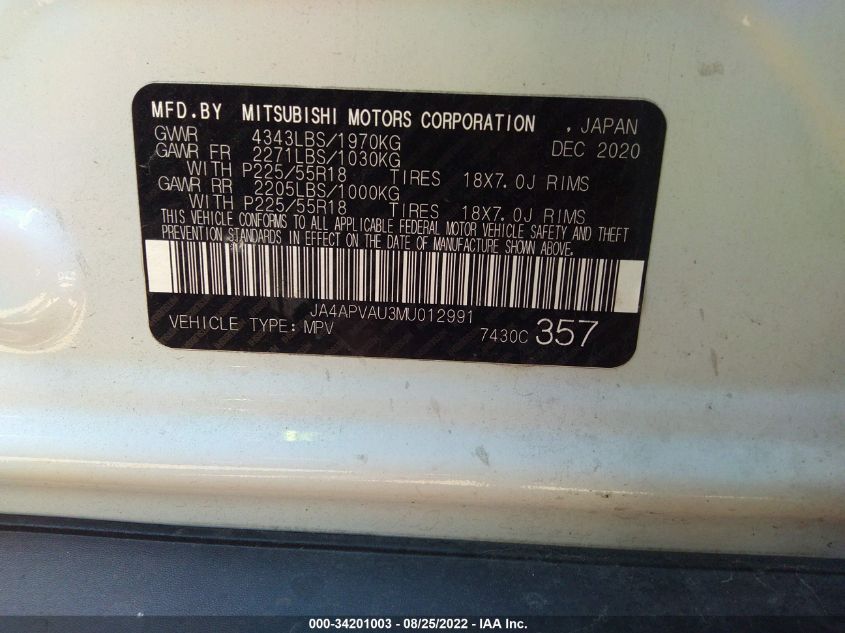 MFD.BY MITSUBISHI MOTORS CORPORATION , JAPAN
GVWR 4343LBS/1970KG DEC 2020
GAWR FR 2271LBS/1030KG
WITH P225/55R18 TIRES 18X7.0J RIMS
GAWR RR 2205LBS/1000KG
WITH P225/55R18 TIRES 18X7.0J RIMS
THIS VEHICLE CONFORMS TO ALL APPLICABLE FEDERAL MOTOR VEHICLE SAFETY AND THEFT
PREVENTION STANDARDS IN EFFECT ON THE DATE OF MANUFACTURE SHOWN ABOVE.
JA4APVAU3MU012991
VEHICLE TYPE: MPV 7430C 357
000-34201003 - 08/25/2022 - IAA Inc.